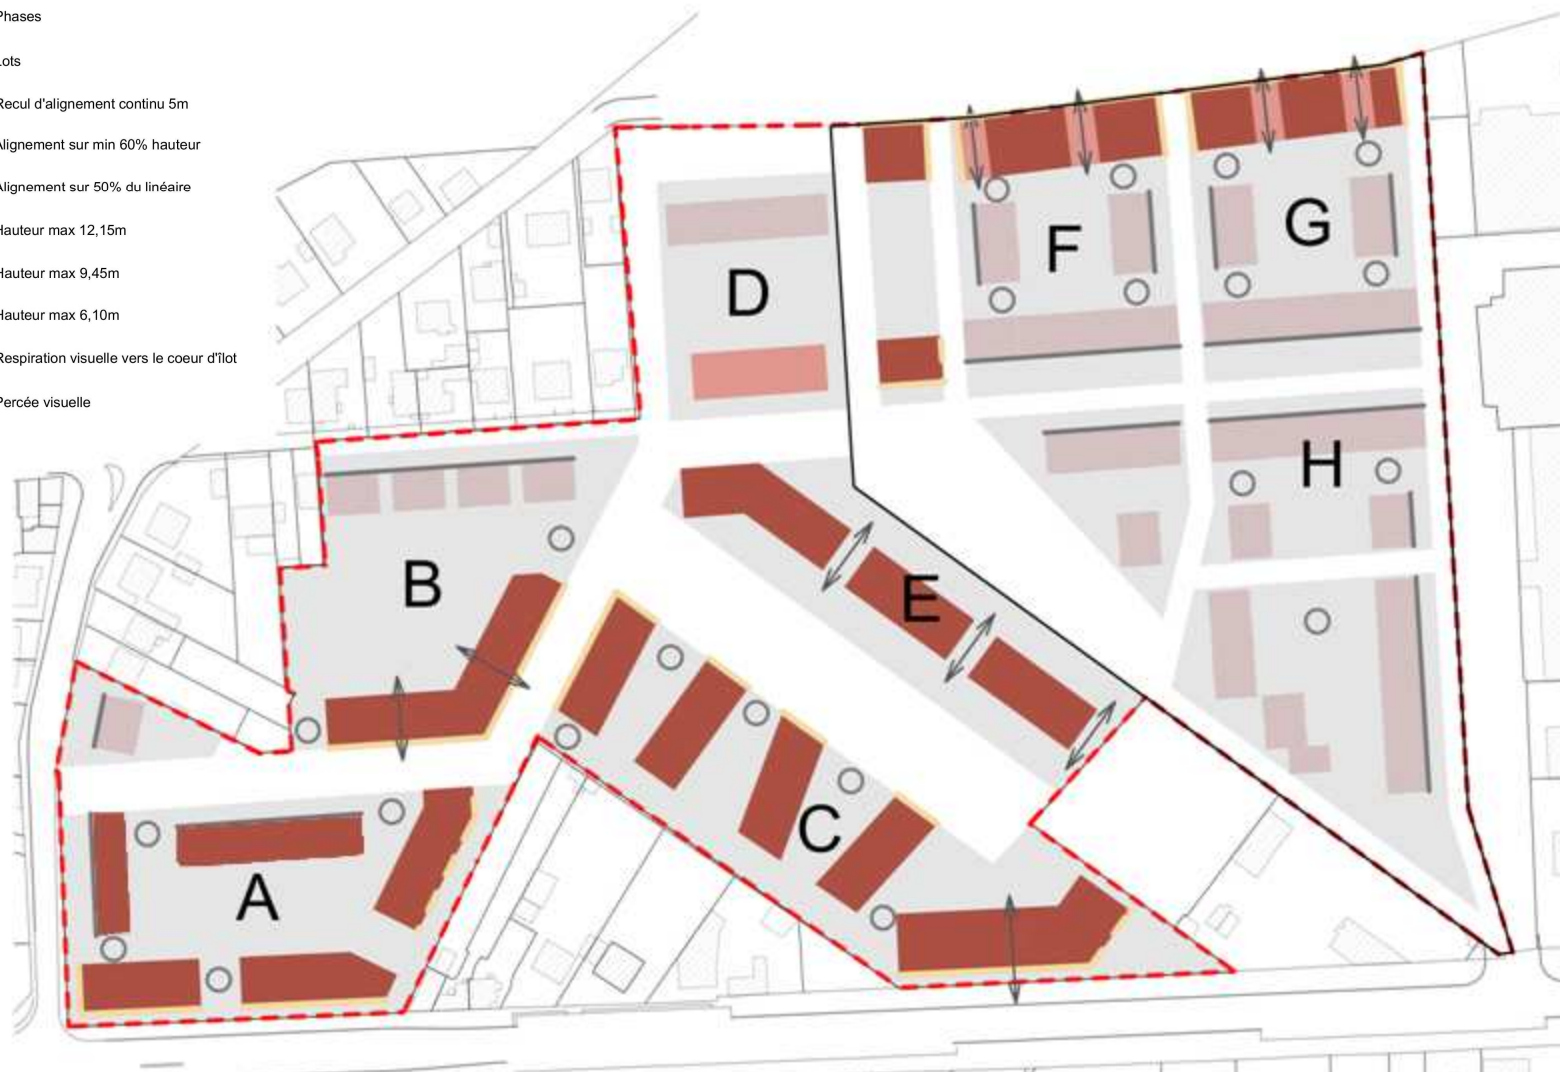 Phases
Lots
Recul d'alignement continu 5m
Alignement sur min 60% hauteur
Alignement sur 50% du linéaire
Hauteur max 12,15m
Hauteur max 9,45m
Hauteur max 6,10m
Respiration visuelle vers le coeur d'îlot
Percée visuelle
D
F
G
H
B
E
C
A